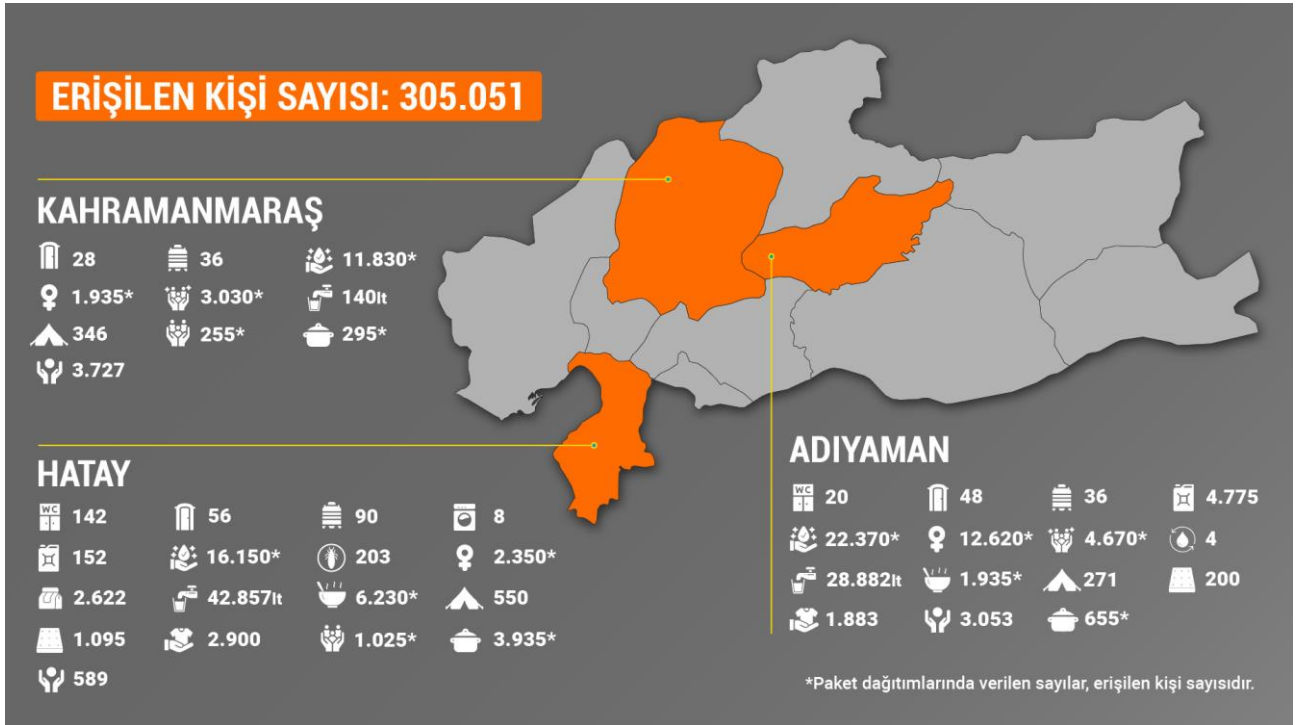 ERİŞİLEN KİŞİ SAYISI: 305.051
KAHRAMANMARAŞ
28 36 11.830*
1.935* 3.030* 140lt
346 255* 295*
3.727
HATAY
WC 142 56 90 8
152 16.150* 203 2.350*
2.622 42.857lt 6.230* 550
1.095 2.900 1.025* 3.935*
589
ADIYAMAN
WC 20 48 36 4.775
22.370* 12.620* 4.670* 4
28.882lt 1.935* 271 200
1.883 3.053 655*
*Paket dağıtımlarında verilen sayılar, erişilen kişi sayısıdır.